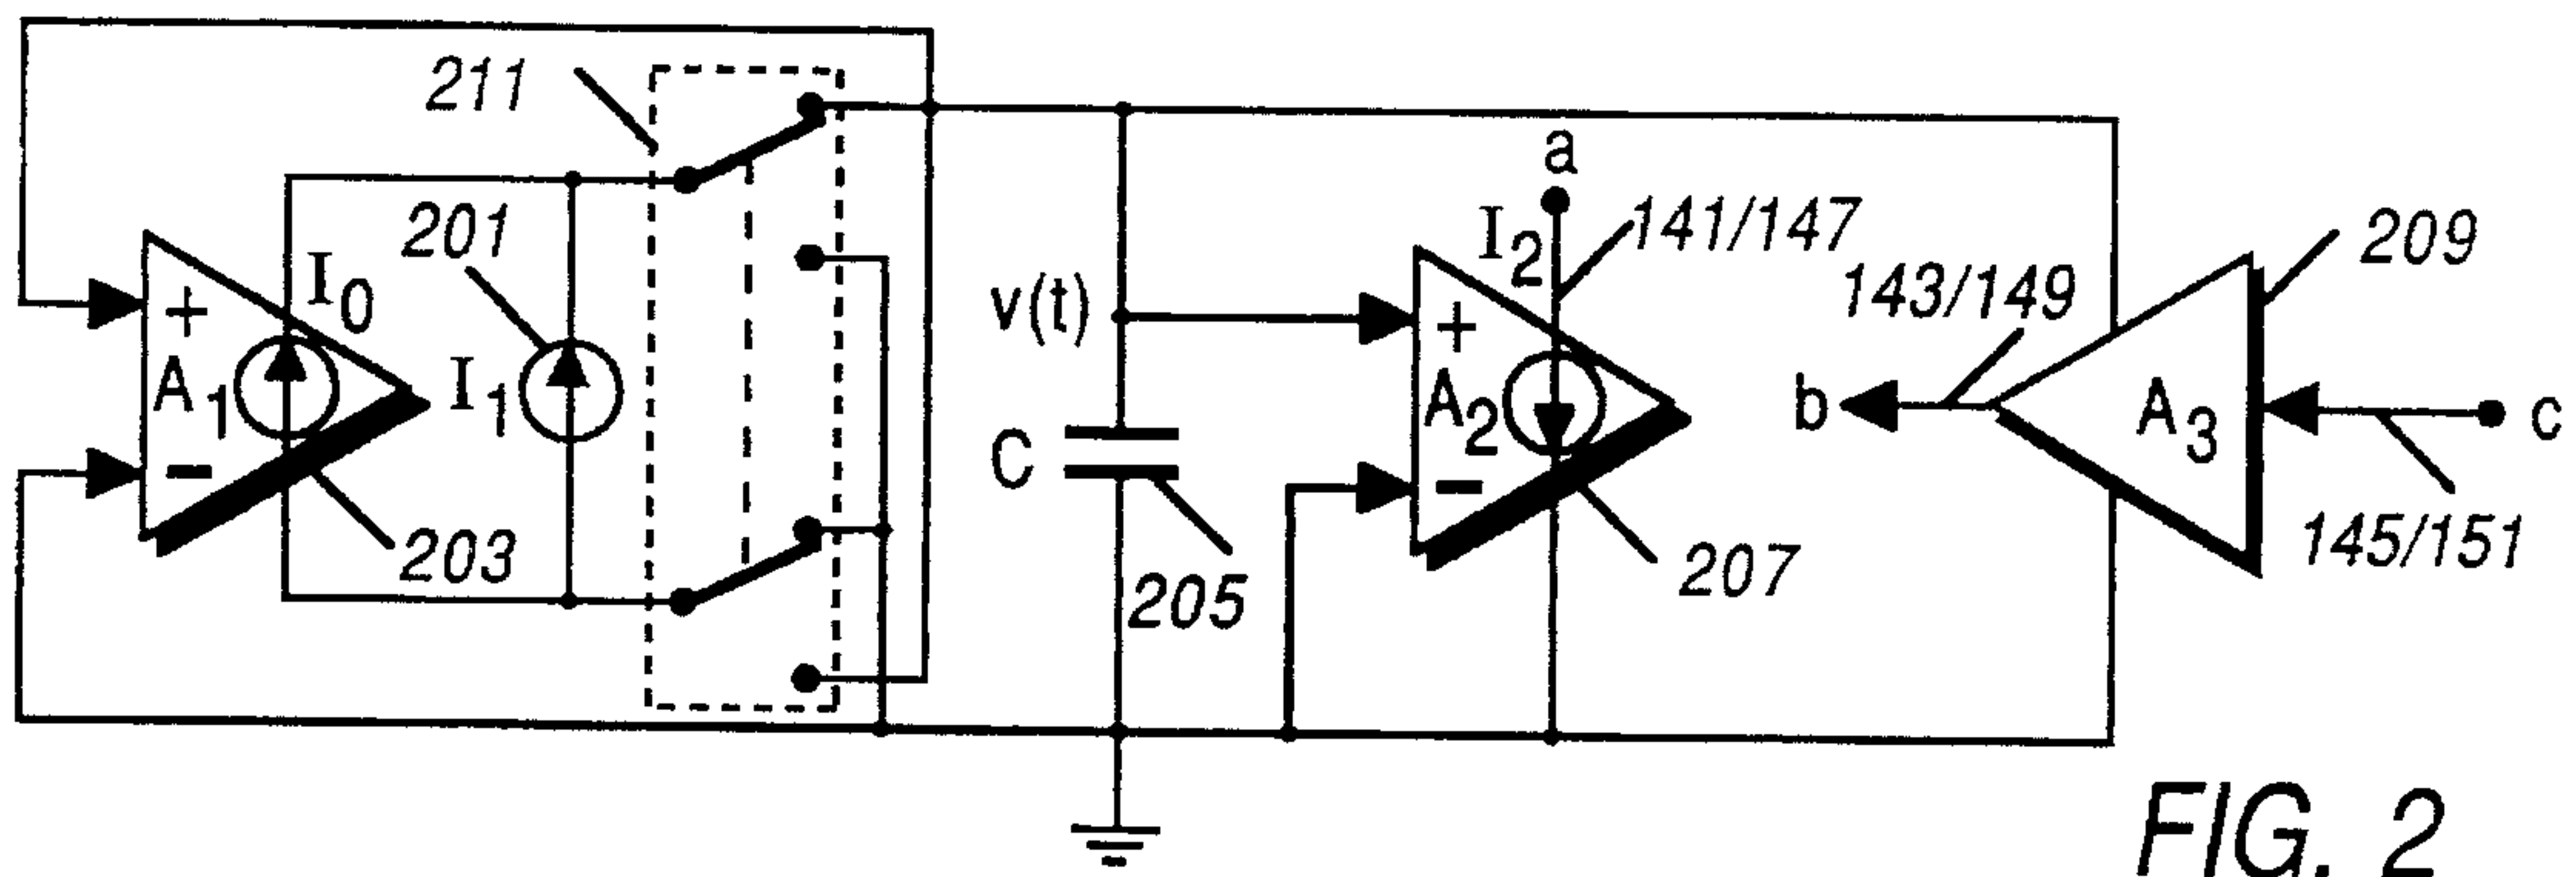 211
a
I2
141/147
209
201
143/149
I0
v(t)
+
+
A1
I1
A2
b
A3
c
C
−
−
203
205
207
145/151
FIG. 2